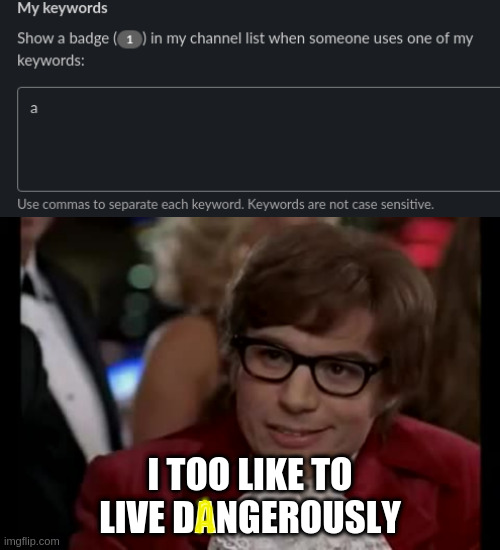 My keywords
Show a badge ( 1 ) in my channel list when someone uses one of my
keywords:
a
Use commas to separate each keyword. Keywords are not case sensitive.
I TOO LIKE TO
LIVE DANGEROUSLY
imgflip.com